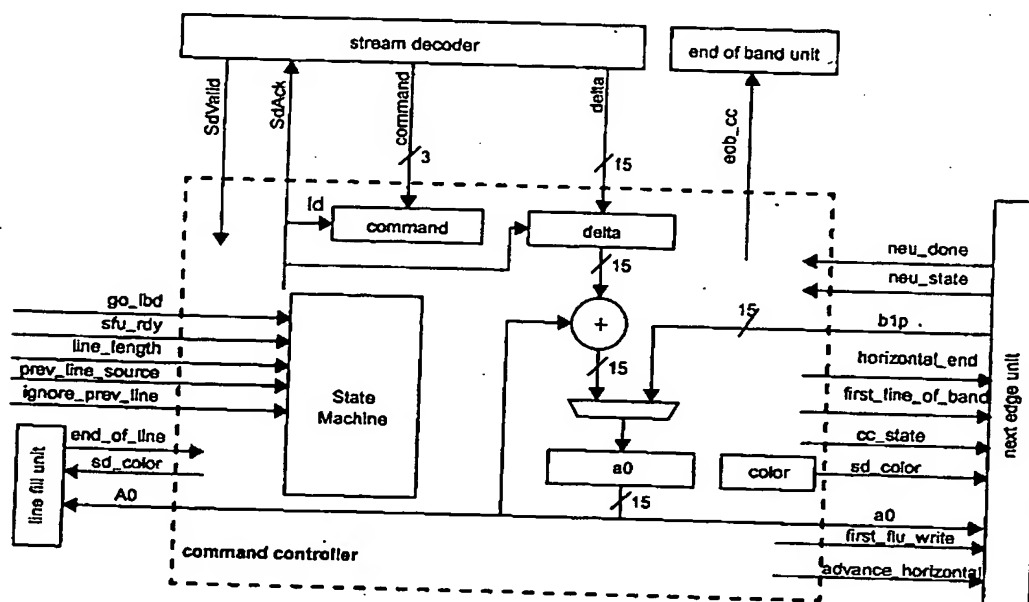 stream decoder
end of band unit
SdValid
SdAck
command
3
delta
15
eob_cc
ld
command
delta
15
neu_done
neu_state
15
b1p
+
15
go_lbd
sfu_rdy
line_length
prev_line_source
ignore_prev_line
State
Machine
horizontal_end
first_line_of_band
cc_state
sd_color
next edge unit
line fill unit
end_of_line
sd_color
A0
a0
15
color
a0
first_flu_write
advance_horizontal
command controller